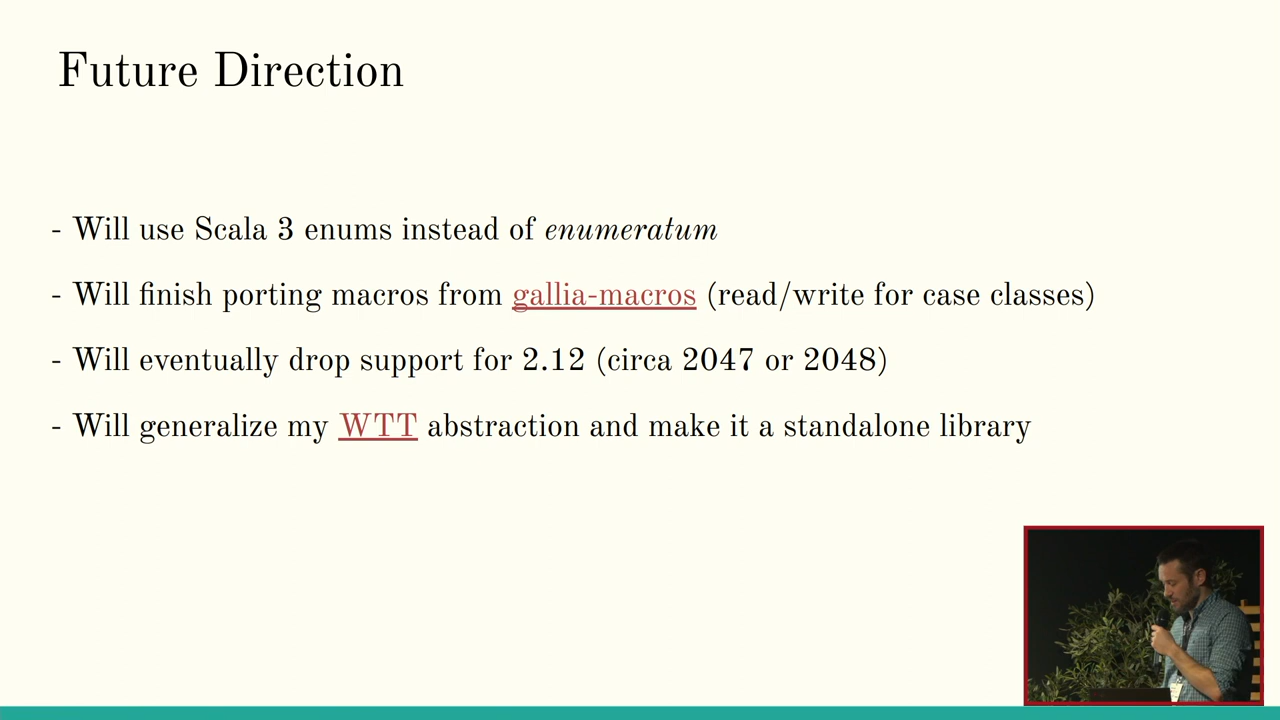 Future Direction
- Will use Scala 3 enums instead of enumeratum
- Will finish porting macros from gallia-macros (read/write for case classes)
- Will eventually drop support for 2.12 (circa 2047 or 2048)
- Will generalize my WTT abstraction and make it a standalone library